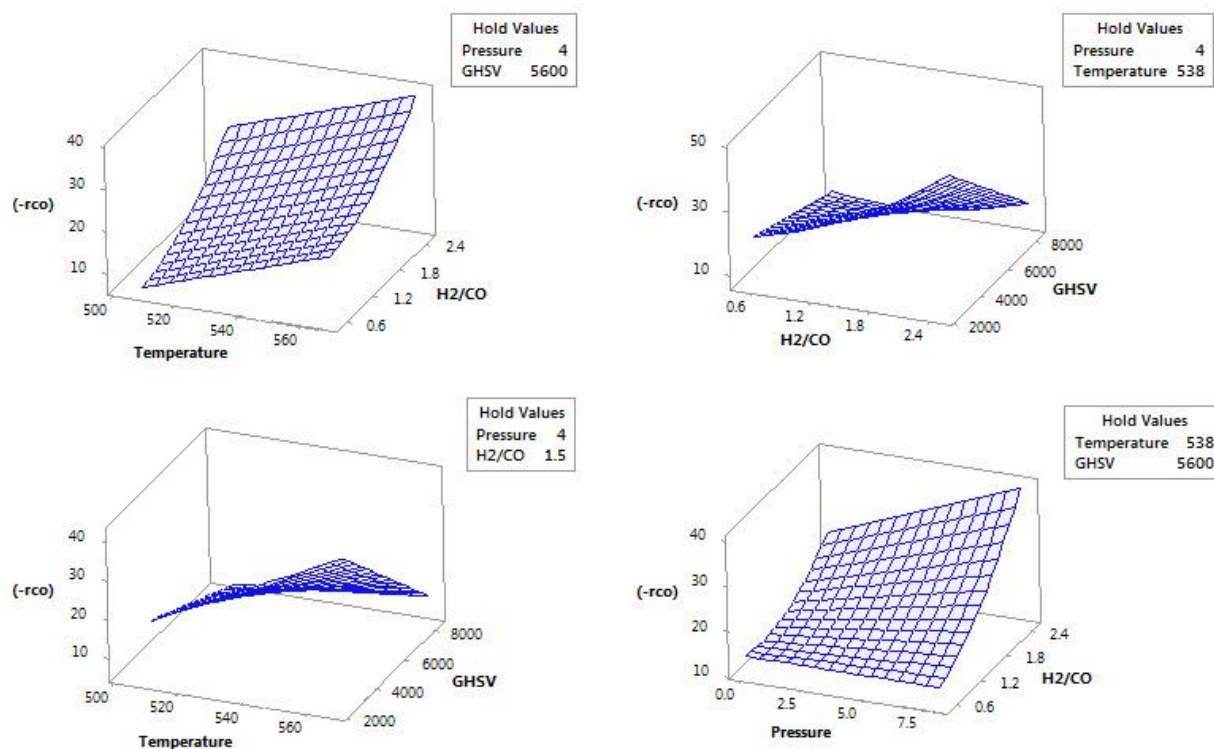 Hold Values
Pressure 4
GHSV 5600
40
30
(-rco)
20
10
500
520
540
560
Temperature
0.6
1.2
1.8
2.4
H2/CO
Hold Values
Pressure 4
Temperature 538
50
(-rco)
30
10
0.6
1.2
1.8
2.4
H2/CO
2000
4000
6000
8000
GHSV
Hold Values
Pressure 4
H2/CO 1.5
40
30
(-rco)
20
10
500
520
540
560
Temperature
2000
4000
6000
8000
GHSV
Hold Values
Temperature 538
GHSV 5600
40
30
(-rco)
20
10
0.0
2.5
5.0
7.5
Pressure
0.6
1.2
1.8
2.4
H2/CO